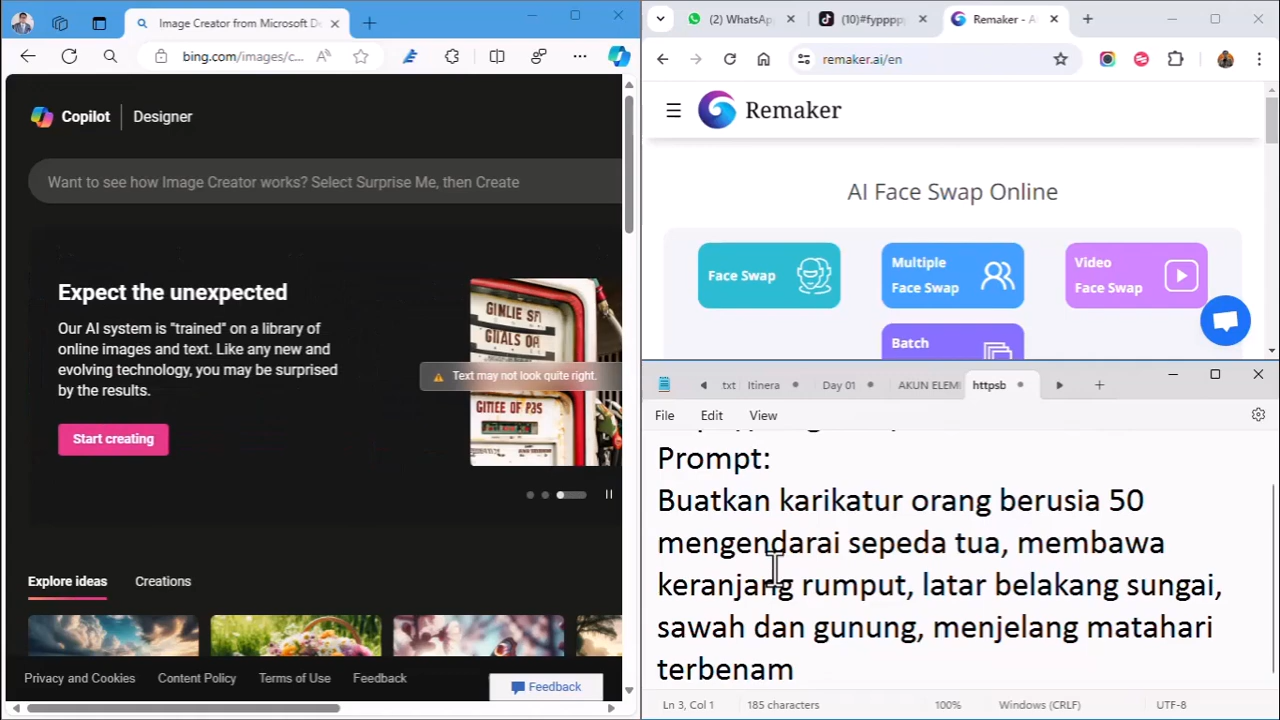 Image Creator from Microsoft De
bing.com/images/c...
Copilot
Designer
Want to see how Image Creator works? Select Surprise Me, then Create
Expect the unexpected
Our AI system is "trained" on a library of
online images and text. Like any new and
evolving technology, you may be surprised
by the results.
Start creating
Text may not look quite right.
Explore ideas
Creations
Privacy and Cookies
Content Policy
Terms of Use
Feedback
Feedback
(2) WhatsAp
(10)#fypppp
Remaker - A
remaker.ai/en
Remaker
AI Face Swap Online
Face Swap
Multiple
Face Swap
Video
Face Swap
Batch
txt
Itinera
Day 01
AKUN ELEM
httpsb
File
Edit
View
Prompt:
Buatkan karikatur orang berusia 50
mengendarai sepeda tua, membawa
keranjang rumput, latar belakang sungai,
sawah dan gunung, menjelang matahari
terbenam
Ln 3, Col 1
185 characters
100%
Windows (CRLF)
UTF-8